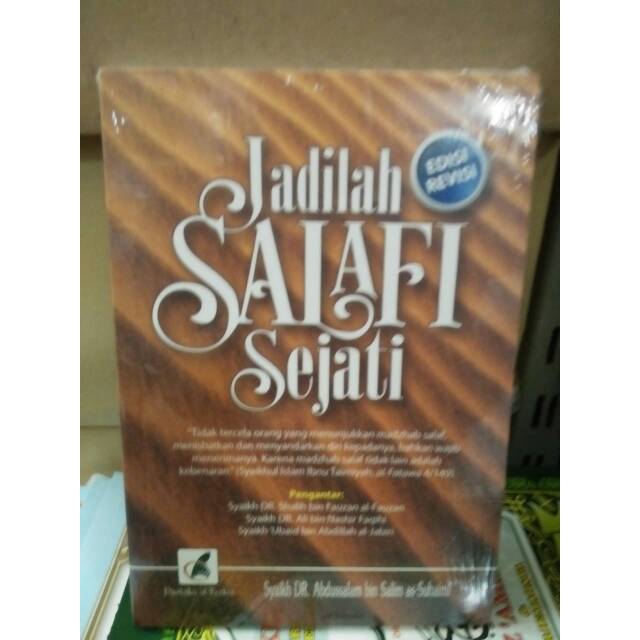 Jadilah
SALAFI
Sejati
EDISI
REVISI
"Tidak tercela orang yang menunjukkan madzhab salaf,
menisbatkan dan menyandarkan diri kepadanya, bahkan wajib
menerimanya. Karena madzhab salaf tidak lain adalah
kebenaran." (Syaikhul Islam Ibnu Taimiyah, al-Fatawa 4/149)
Pengantar:
Syaikh DR. Shalih bin Fauzan al-Fauzan
Syaikh DR. Ali bin Nashir Faqihi
Syaikh 'Ubaid bin Abdillah al-Jabiri
Syaikh DR. Abdussalam bin Salim as-Suhaimi